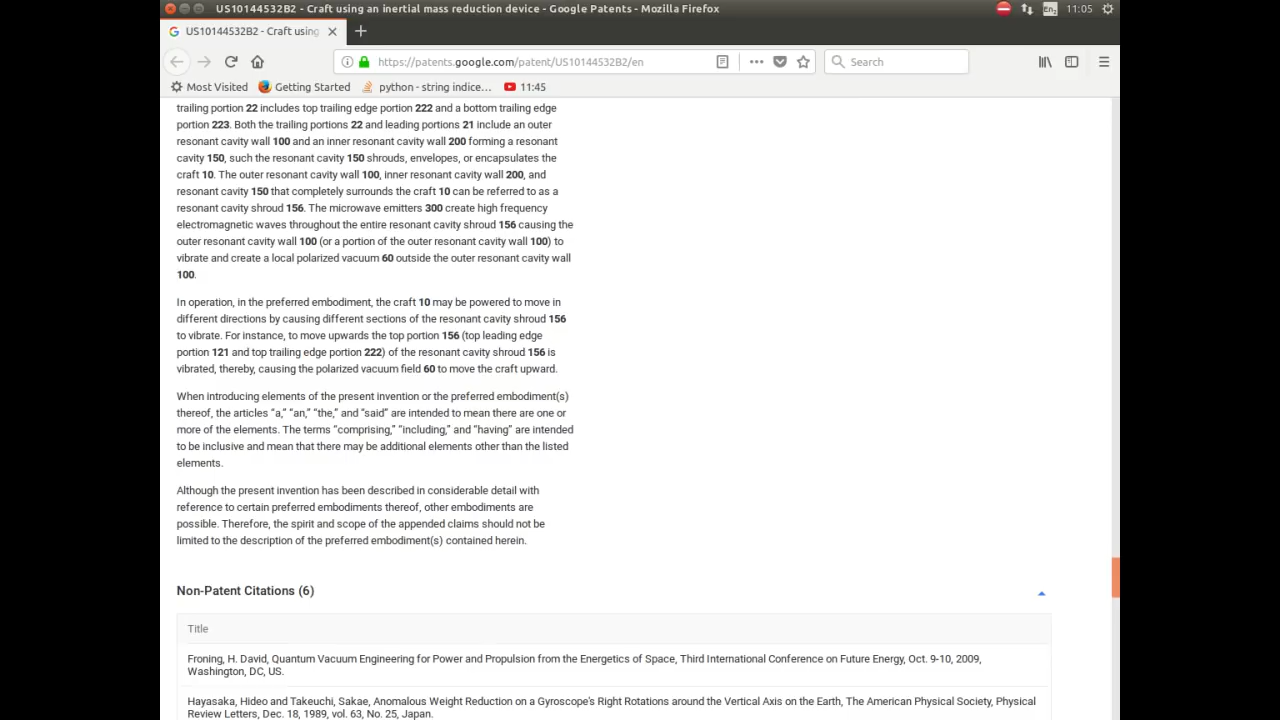 US10144532B2 - Craft using an inertial mass reduction device - Google Patents - Mozilla Firefox
En
11:05
US10144532B2 - Craft using
https://patents.google.com/patent/US10144532B2/en
Search
Most Visited
Getting Started
python - string indice...
11:45
trailing portion 22 includes top trailing edge portion 222 and a bottom trailing edge
portion 223. Both the trailing portions 22 and leading portions 21 include an outer
resonant cavity wall 100 and an inner resonant cavity wall 200 forming a resonant
cavity 150, such the resonant cavity 150 shrouds, envelopes, or encapsulates the
craft 10. The outer resonant cavity wall 100, inner resonant cavity wall 200, and
resonant cavity 150 that completely surrounds the craft 10 can be referred to as a
resonant cavity shroud 156. The microwave emitters 300 create high frequency
electromagnetic waves throughout the entire resonant cavity shroud 156 causing the
outer resonant cavity wall 100 (or a portion of the outer resonant cavity wall 100) to
vibrate and create a local polarized vacuum 60 outside the outer resonant cavity wall
100.
In operation, in the preferred embodiment, the craft 10 may be powered to move in
different directions by causing different sections of the resonant cavity shroud 156
to vibrate. For instance, to move upwards the top portion 156 (top leading edge
portion 121 and top trailing edge portion 222) of the resonant cavity shroud 156 is
vibrated, thereby, causing the polarized vacuum field 60 to move the craft upward.
When introducing elements of the present invention or the preferred embodiment(s)
thereof, the articles “a,” “an,” “the,” and “said” are intended to mean there are one or
more of the elements. The terms “comprising,” “including,” and “having” are intended
to be inclusive and mean that there may be additional elements other than the listed
elements.
Although the present invention has been described in considerable detail with
reference to certain preferred embodiments thereof, other embodiments are
possible. Therefore, the spirit and scope of the appended claims should not be
limited to the description of the preferred embodiment(s) contained herein.
Non-Patent Citations (6)
Title
Froning, H. David, Quantum Vacuum Engineering for Power and Propulsion from the Energetics of Space, Third International Conference on Future Energy, Oct. 9-10, 2009,
Washington, DC, US.
Hayasaka, Hideo and Takeuchi, Sakae, Anomalous Weight Reduction on a Gyroscope's Right Rotations around the Vertical Axis on the Earth, The American Physical Society, Physical
Review Letters, Dec. 18, 1989, vol. 63, No. 25, Japan.